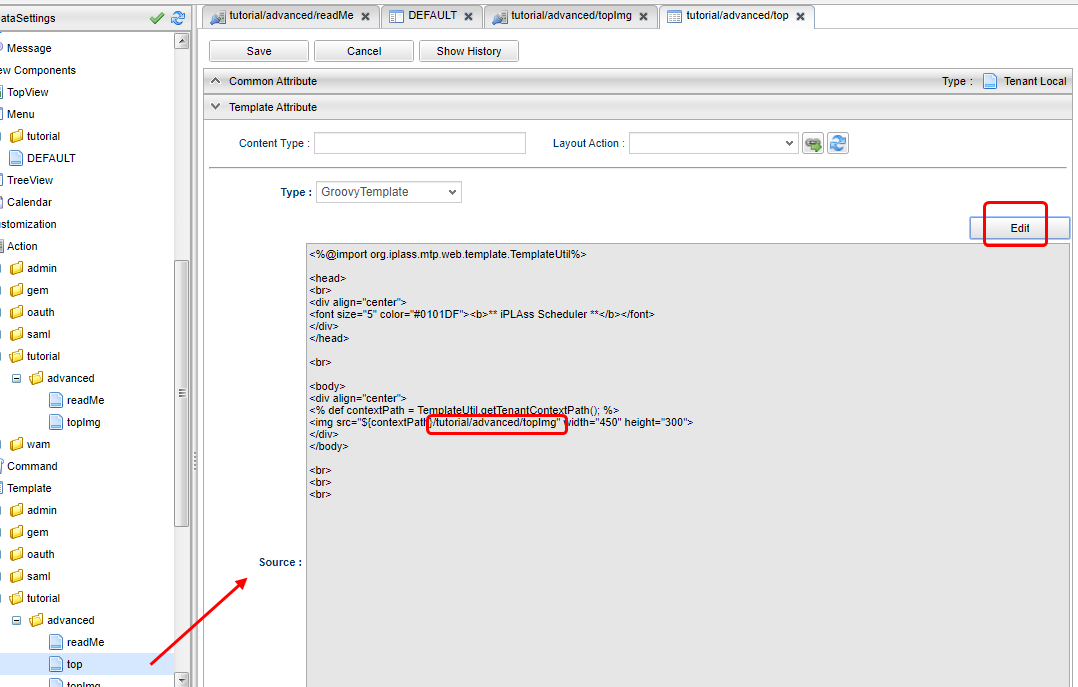 ataSettings
tutorial/advanced/readMe
DEFAULT
tutorial/advanced/topImg
tutorial/advanced/top
Message
ew Components
TopView
Menu
tutorial
DEFAULT
TreeView
Calendar
stomization
Action
admin
gem
oauth
saml
tutorial
advanced
readMe
topImg
wam
Command
Template
admin
gem
oauth
saml
tutorial
advanced
readMe
top
topImg
Save
Cancel
Show History
Common Attribute
Type :
Tenant Local
Template Attribute
Content Type :
Layout Action :
Type :
GroovyTemplate
Edit
Source :
<%@import org.iplass.mtp.web.template.TemplateUtil%>
<head>
<br>
<div align="center">
<font size="5" color="#0101DF"><b>** iPLAss Scheduler **</b></font>
</div>
</head>
<br>
<body>
<div align="center">
<% def contextPath = TemplateUtil.getTenantContextPath(); %>
<img src="${contextPath}/tutorial/advanced/topImg" width="450" height="300">
</div>
</body>
<br>
<br>
<br>